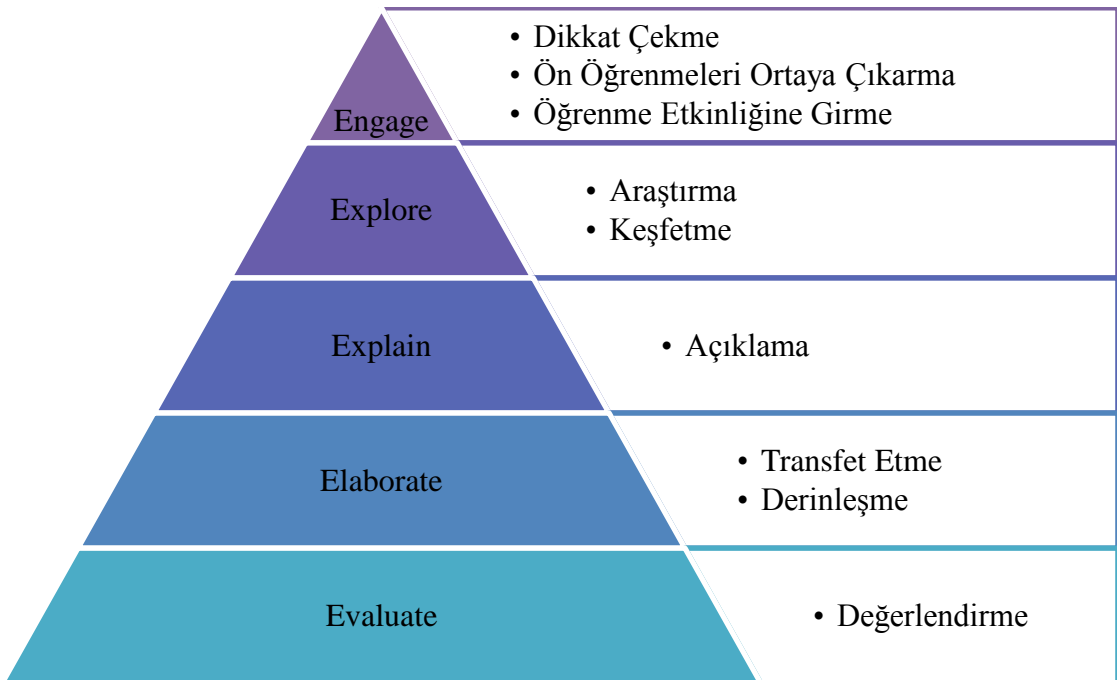 Engage
• Dikkat Çekme
• Ön Öğrenmeleri Ortaya Çıkarma
• Öğrenme Etkinliğine Girme
Explore
• Araştırma
• Keşfetme
Explain
• Açıklama
Elaborate
• Transfet Etme
• Derinleşme
Evaluate
• Değerlendirme